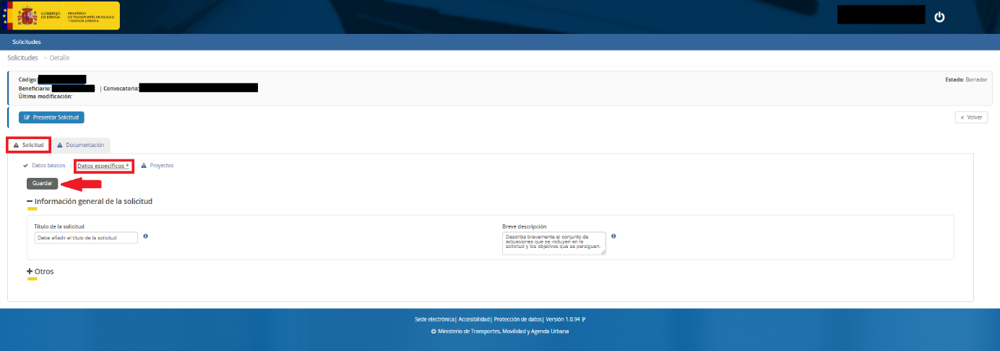 GOBIERNO DE ESPAÑA
MINISTERIO DE TRANSPORTES, MOVILIDAD Y AGENDA URBANA
Solicitudes
Solicitudes > Detalle
Código:
Estado: Borrador
Beneficiario: | Convocatoria:
Última modificación:
Presentar Solicitud
« Volver
Solicitud Documentación
Datos básicos Datos específicos * Proyectos
Guardar
Información general de la solicitud
Título de la solicitud
Debe añadir el título de la solicitud
Breve descripción
Describa brevemente el conjunto de
actuaciones que se incluyen en la
solicitud y los objetivos que se persiguen.
Otros
Sede electrónica| Accesibilidad| Protección de datos| Versión 1.0.94
© Ministerio de Transportes, Movilidad y Agenda Urbana